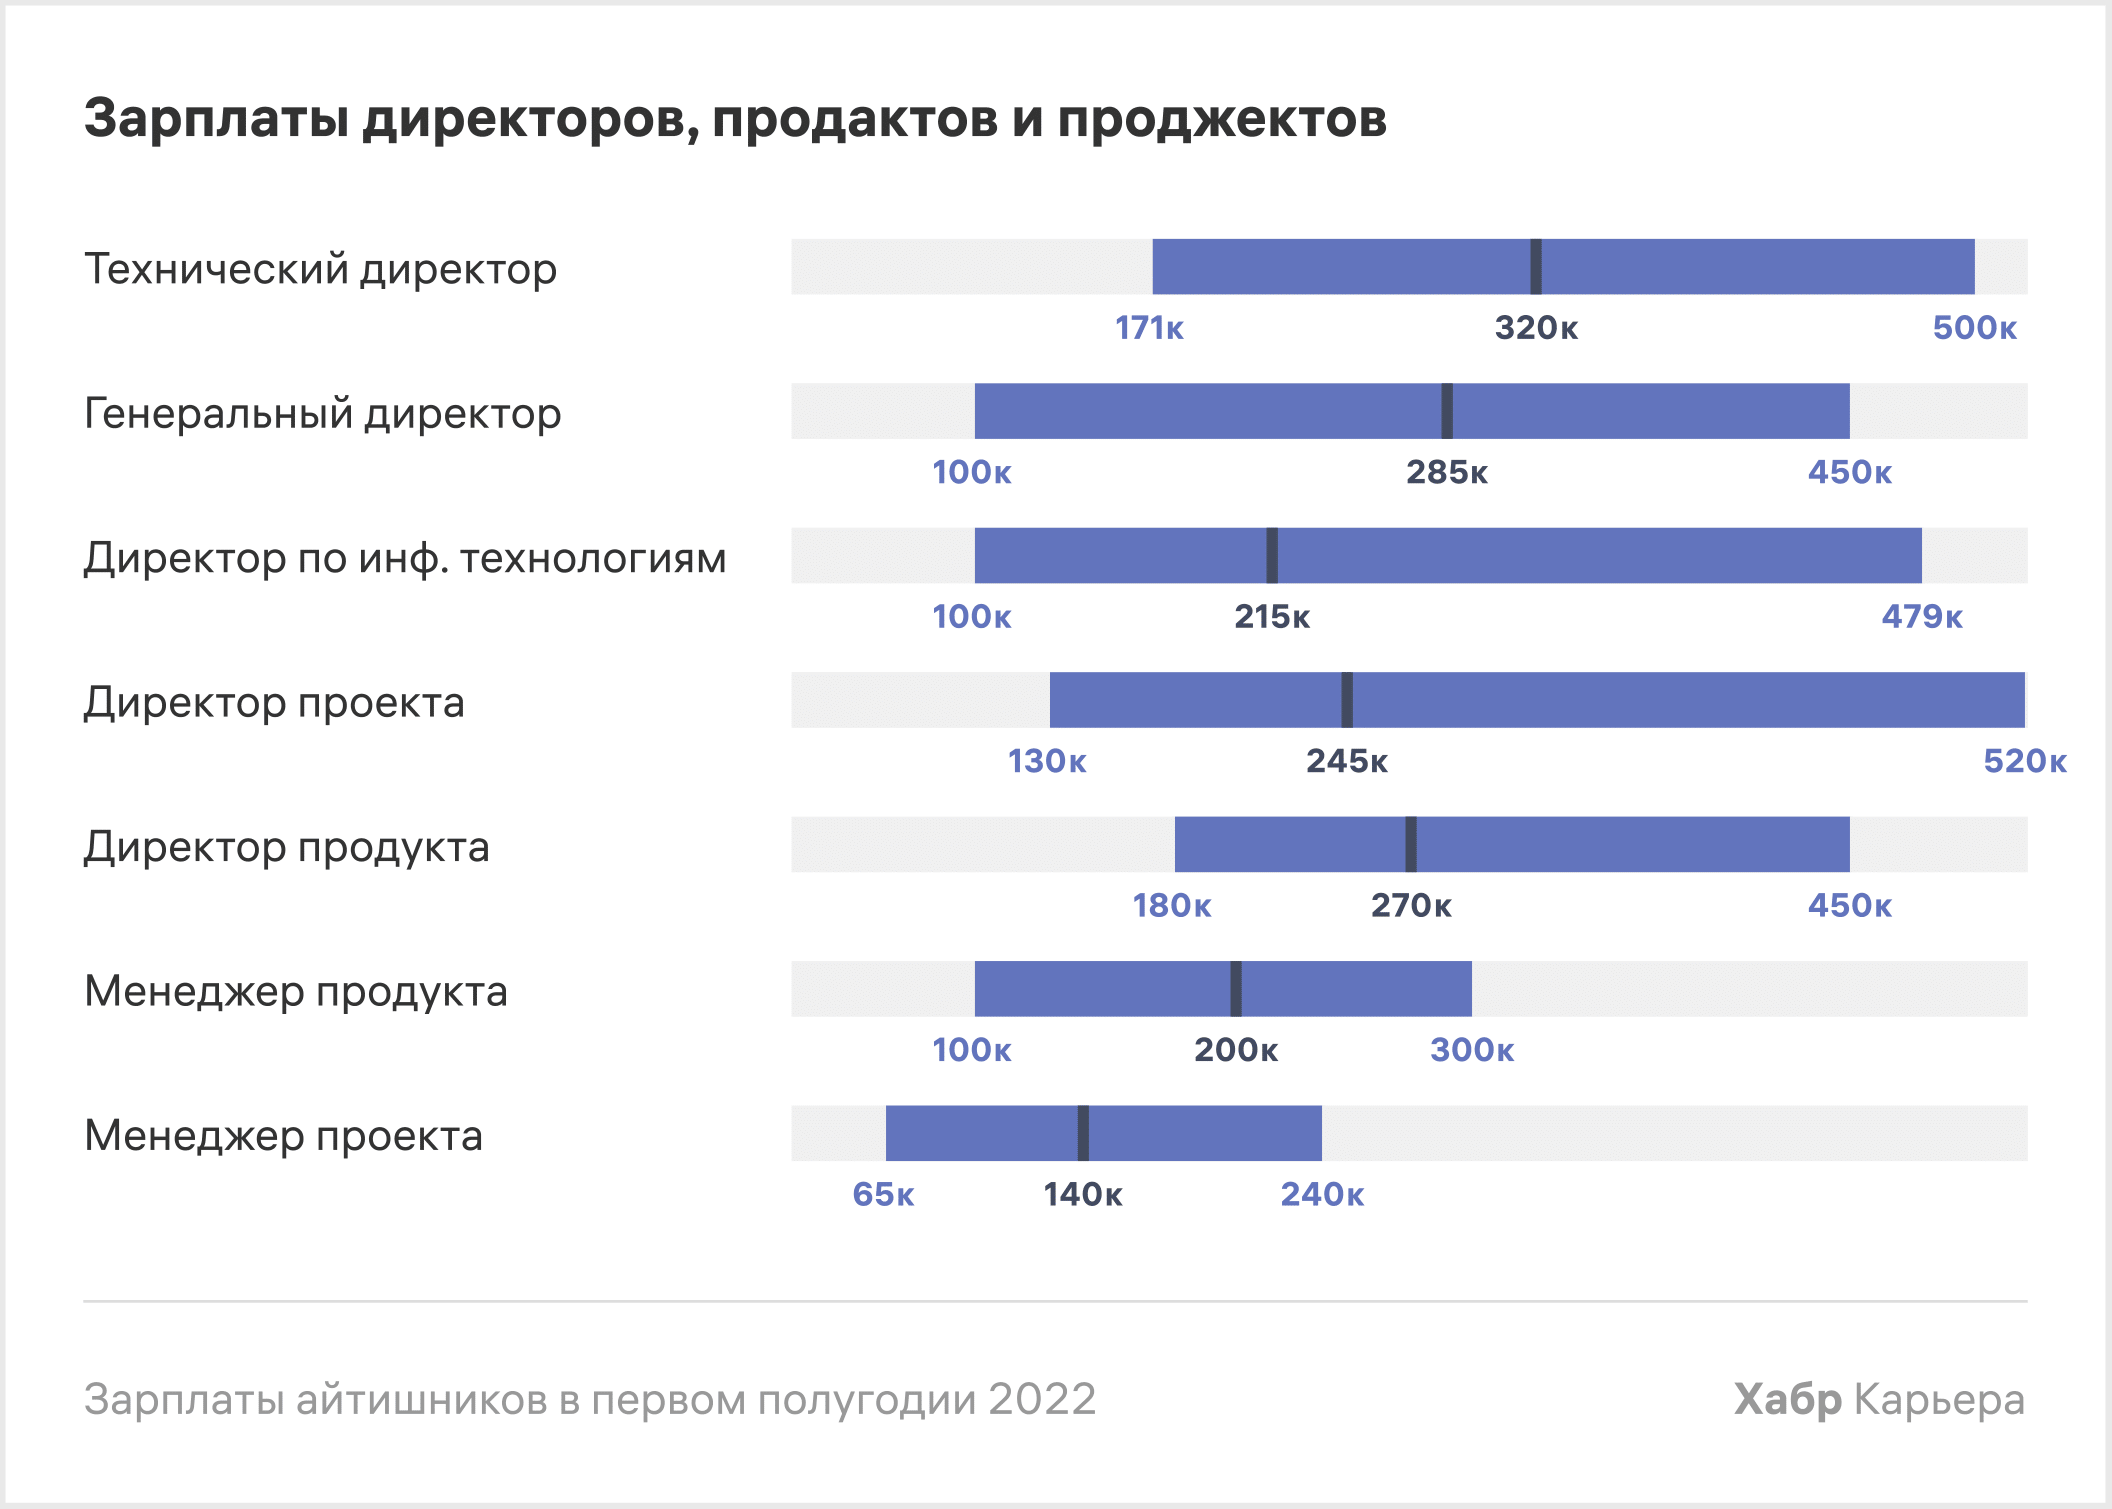 Зарплаты директоров, продактов и проджектов
Технический директор
171к 320к 500к
Генеральный директор
100к 285к 450к
Директор по инф. технологиям
100к 215к 479к
Директор проекта
130к 245к 520к
Директор продукта
180к 270к 450к
Менеджер продукта
100к 200к 300к
Менеджер проекта
65к 140к 240к
Зарплаты айтишников в первом полугодии 2022
Хабр Карьера